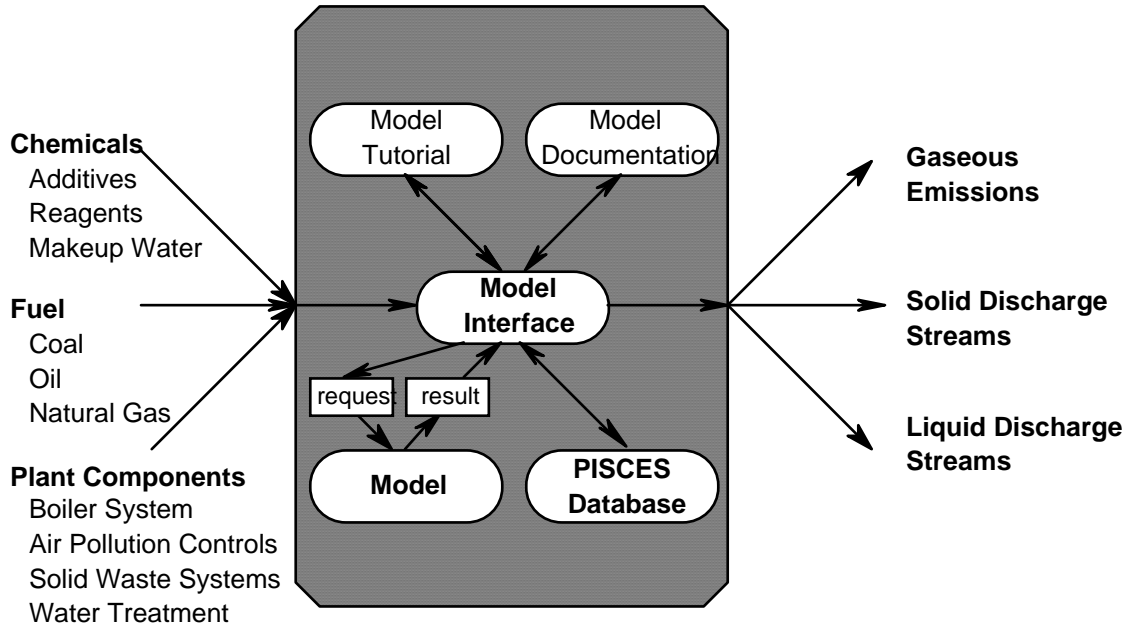 Chemicals
Additives
Reagents
Makeup Water
Fuel
Coal
Oil
Natural Gas
Plant Components
Boiler System
Air Pollution Controls
Solid Waste Systems
Water Treatment
Model
Tutorial
Model
Documentation
Model
Interface
request
result
Model
PISCES
Database
Gaseous
Emissions
Solid Discharge
Streams
Liquid Discharge
Streams